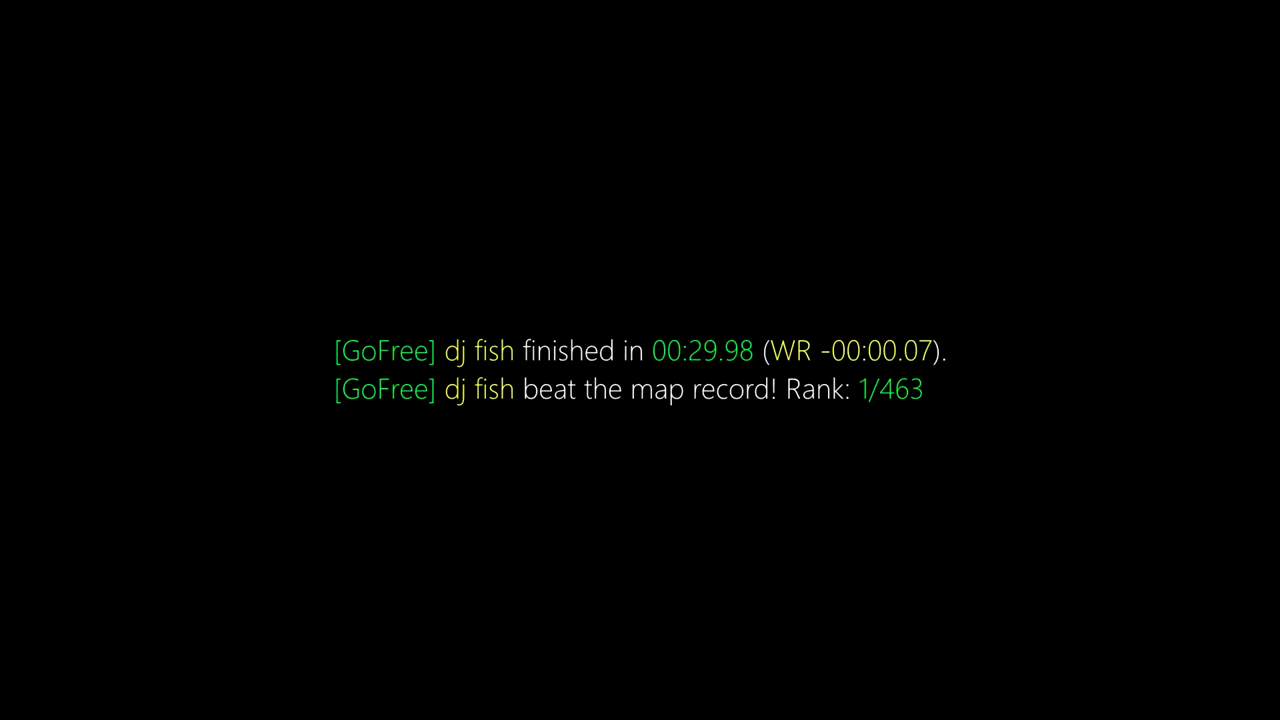 [GoFree] dj fish finished in 00:29.98 (WR -00:00.07).
[GoFree] dj fish beat the map record! Rank: 1/463